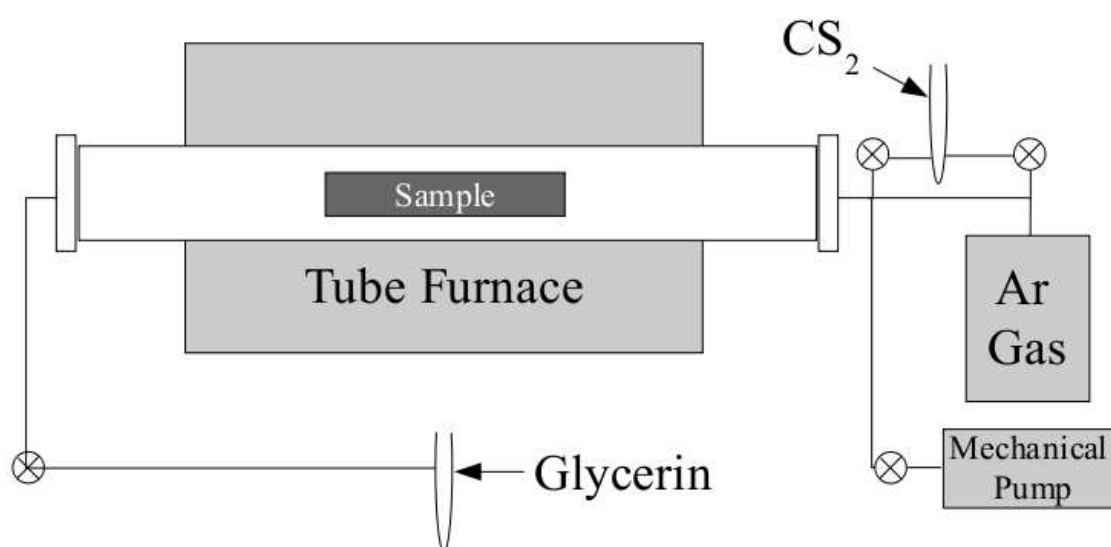 CS₂
Sample
Tube Furnace
Ar
Gas
Glycerin
Mechanical
Pump